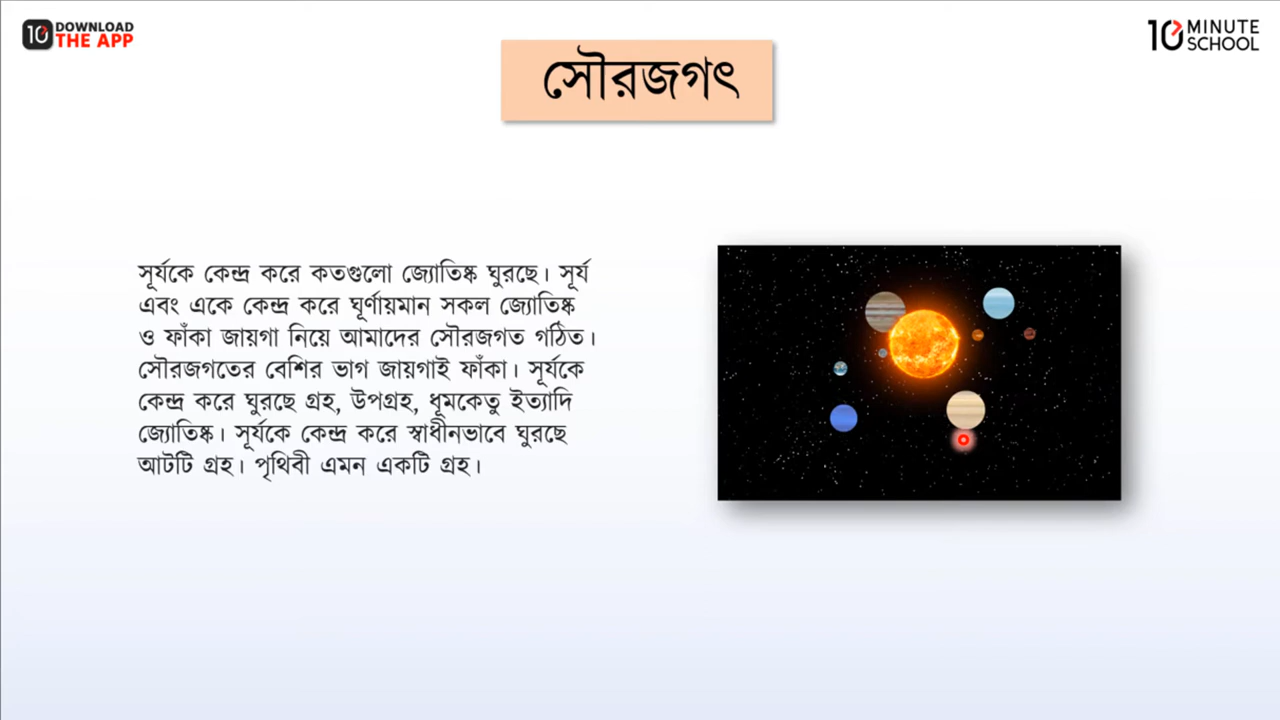 10 DOWNLOAD
THE APP
10 MINUTE
SCHOOL
সৌরজগৎ
সূর্যকে কেন্দ্র করে কতগুলো জ্যোতিষ্ক ঘুরছে। সূর্য
এবং একে কেন্দ্র করে ঘূর্ণায়মান সকল জ্যোতিষ্ক
ও ফাঁকা জায়গা নিয়ে আমাদের সৌরজগত গঠিত।
সৌরজগতের বেশির ভাগ জায়গাই ফাঁকা। সূর্যকে
কেন্দ্র করে ঘুরছে গ্রহ, উপগ্রহ, ধূমকেতু ইত্যাদি
জ্যোতিষ্ক। সূর্যকে কেন্দ্র করে স্বাধীনভাবে ঘুরছে
আটটি গ্রহ। পৃথিবী এমন একটি গ্রহ।